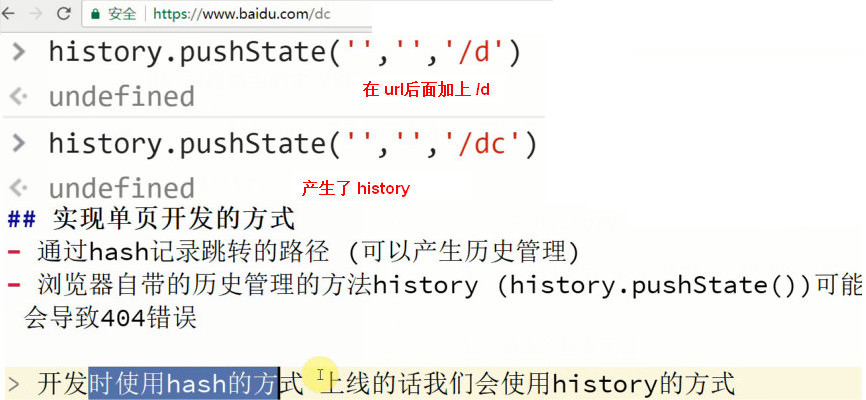 安全 https://www.baidu.com/dc
> history.pushState('','','/d')
<· undefined
在 url后面加上 /d
> history.pushState('','','/dc')
<· undefined
产生了 history
## 实现单页开发的方式
- 通过hash记录跳转的路径 (可以产生历史管理)
- 浏览器自带的历史管理的方法history (history.pushState())可能
会导致404错误
> 开发时使用hash的方式 上线的话我们会使用history的方式